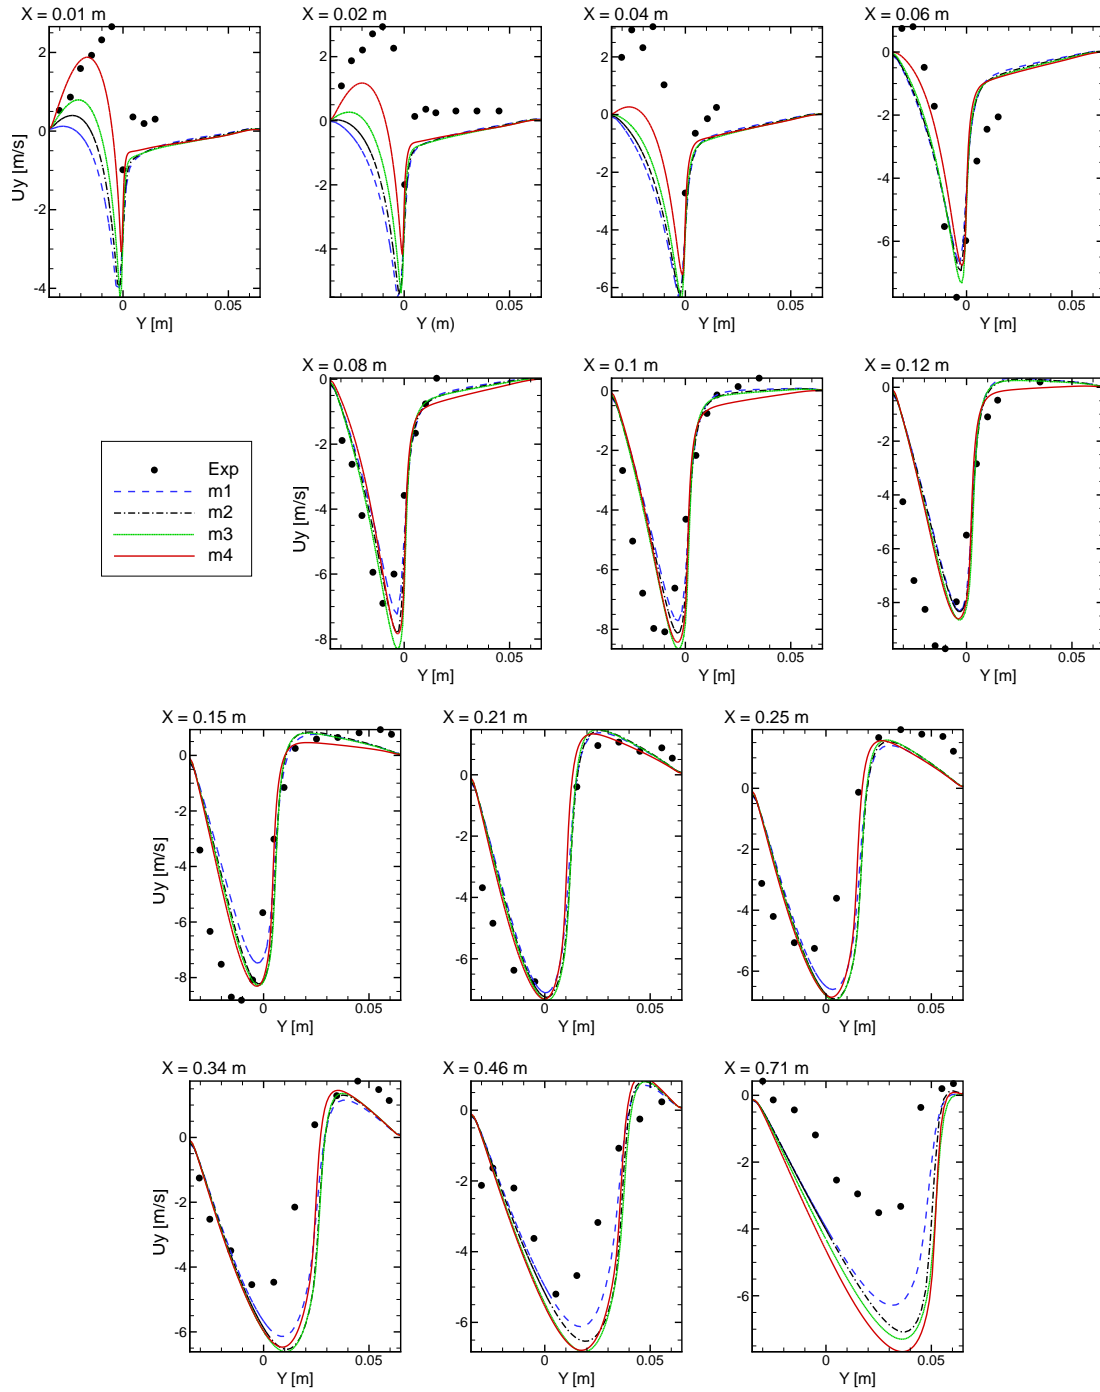 X = 0.01 m
X = 0.02 m
X = 0.04 m
X = 0.06 m
Uy [m/s]
2
0
-2
-4
0
0.05
Y [m]
2
0
-2
-4
0
0.05
Y (m)
2
0
-2
-4
-6
0
0.05
Y [m]
0
-2
-4
-6
0
0.05
Y [m]
X = 0.08 m
X = 0.1 m
X = 0.12 m
Exp
m1
m2
m3
m4
Uy [m/s]
0
-2
-4
-6
-8
0
0.05
Y [m]
0
-2
-4
-6
-8
0
0.05
Y [m]
0
-2
-4
-6
-8
0
0.05
Y [m]
X = 0.15 m
X = 0.21 m
X = 0.25 m
Uy [m/s]
0
-2
-4
-6
-8
0
0.05
Y [m]
0
-2
-4
-6
0
0.05
Y [m]
0
-2
-4
-6
0
0.05
Y [m]
X = 0.34 m
X = 0.46 m
X = 0.71 m
Uy [m/s]
0
-2
-4
-6
0
0.05
Y [m]
0
-2
-4
-6
0
0.05
Y [m]
0
-2
-4
-6
0
0.05
Y [m]